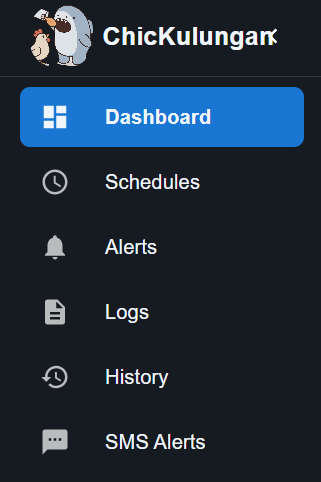 ChicKulungan
Dashboard
Schedules
Alerts
Logs
History
SMS Alerts